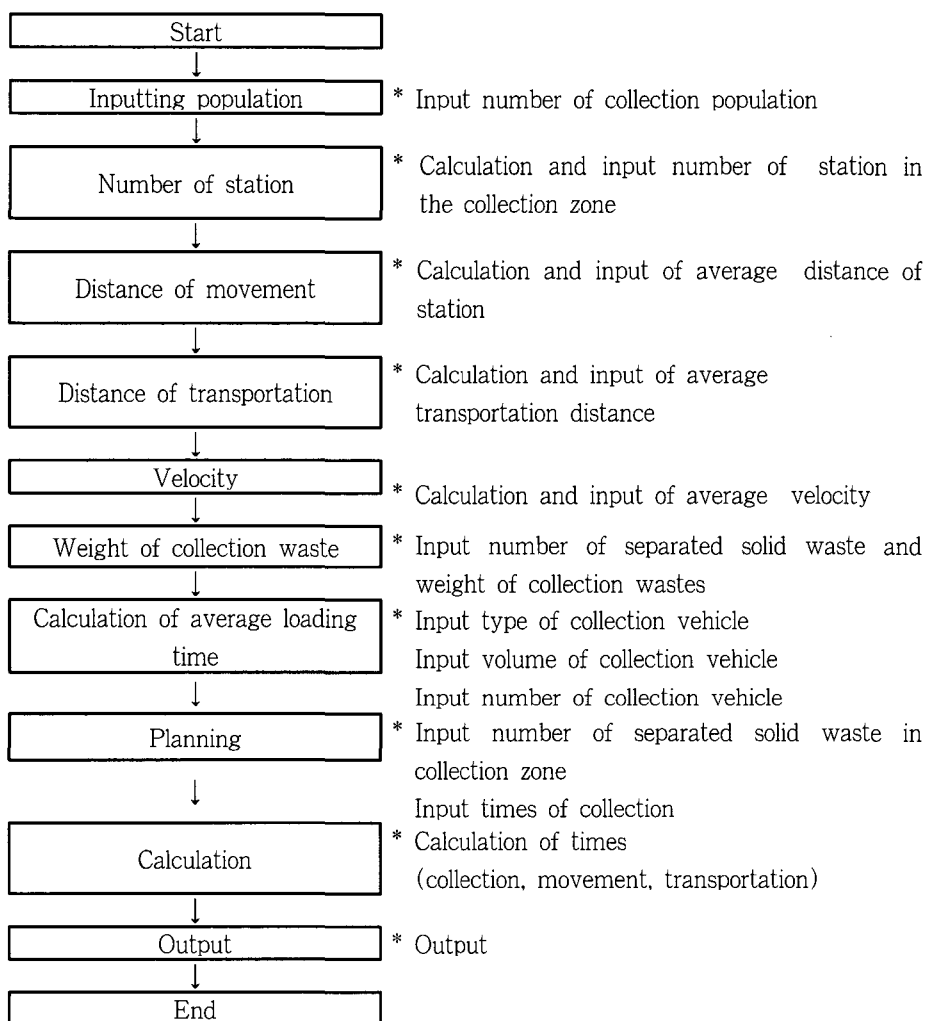 Start
Inputting population
* Input number of collection population
Number of station
* Calculation and input number of station in
the collection zone
Distance of movement
* Calculation and input of average distance of
station
Distance of transportation
* Calculation and input of average
transportation distance
Velocity
* Calculation and input of average velocity
Weight of collection waste
* Input number of separated solid waste and
weight of collection wastes
Calculation of average loading
time
* Input type of collection vehicle
Input volume of collection vehicle
Input number of collection vehicle
Planning
* Input number of separated solid waste in
collection zone
Input times of collection
Calculation
* Calculation of times
(collection, movement, transportation)
Output
* Output
End